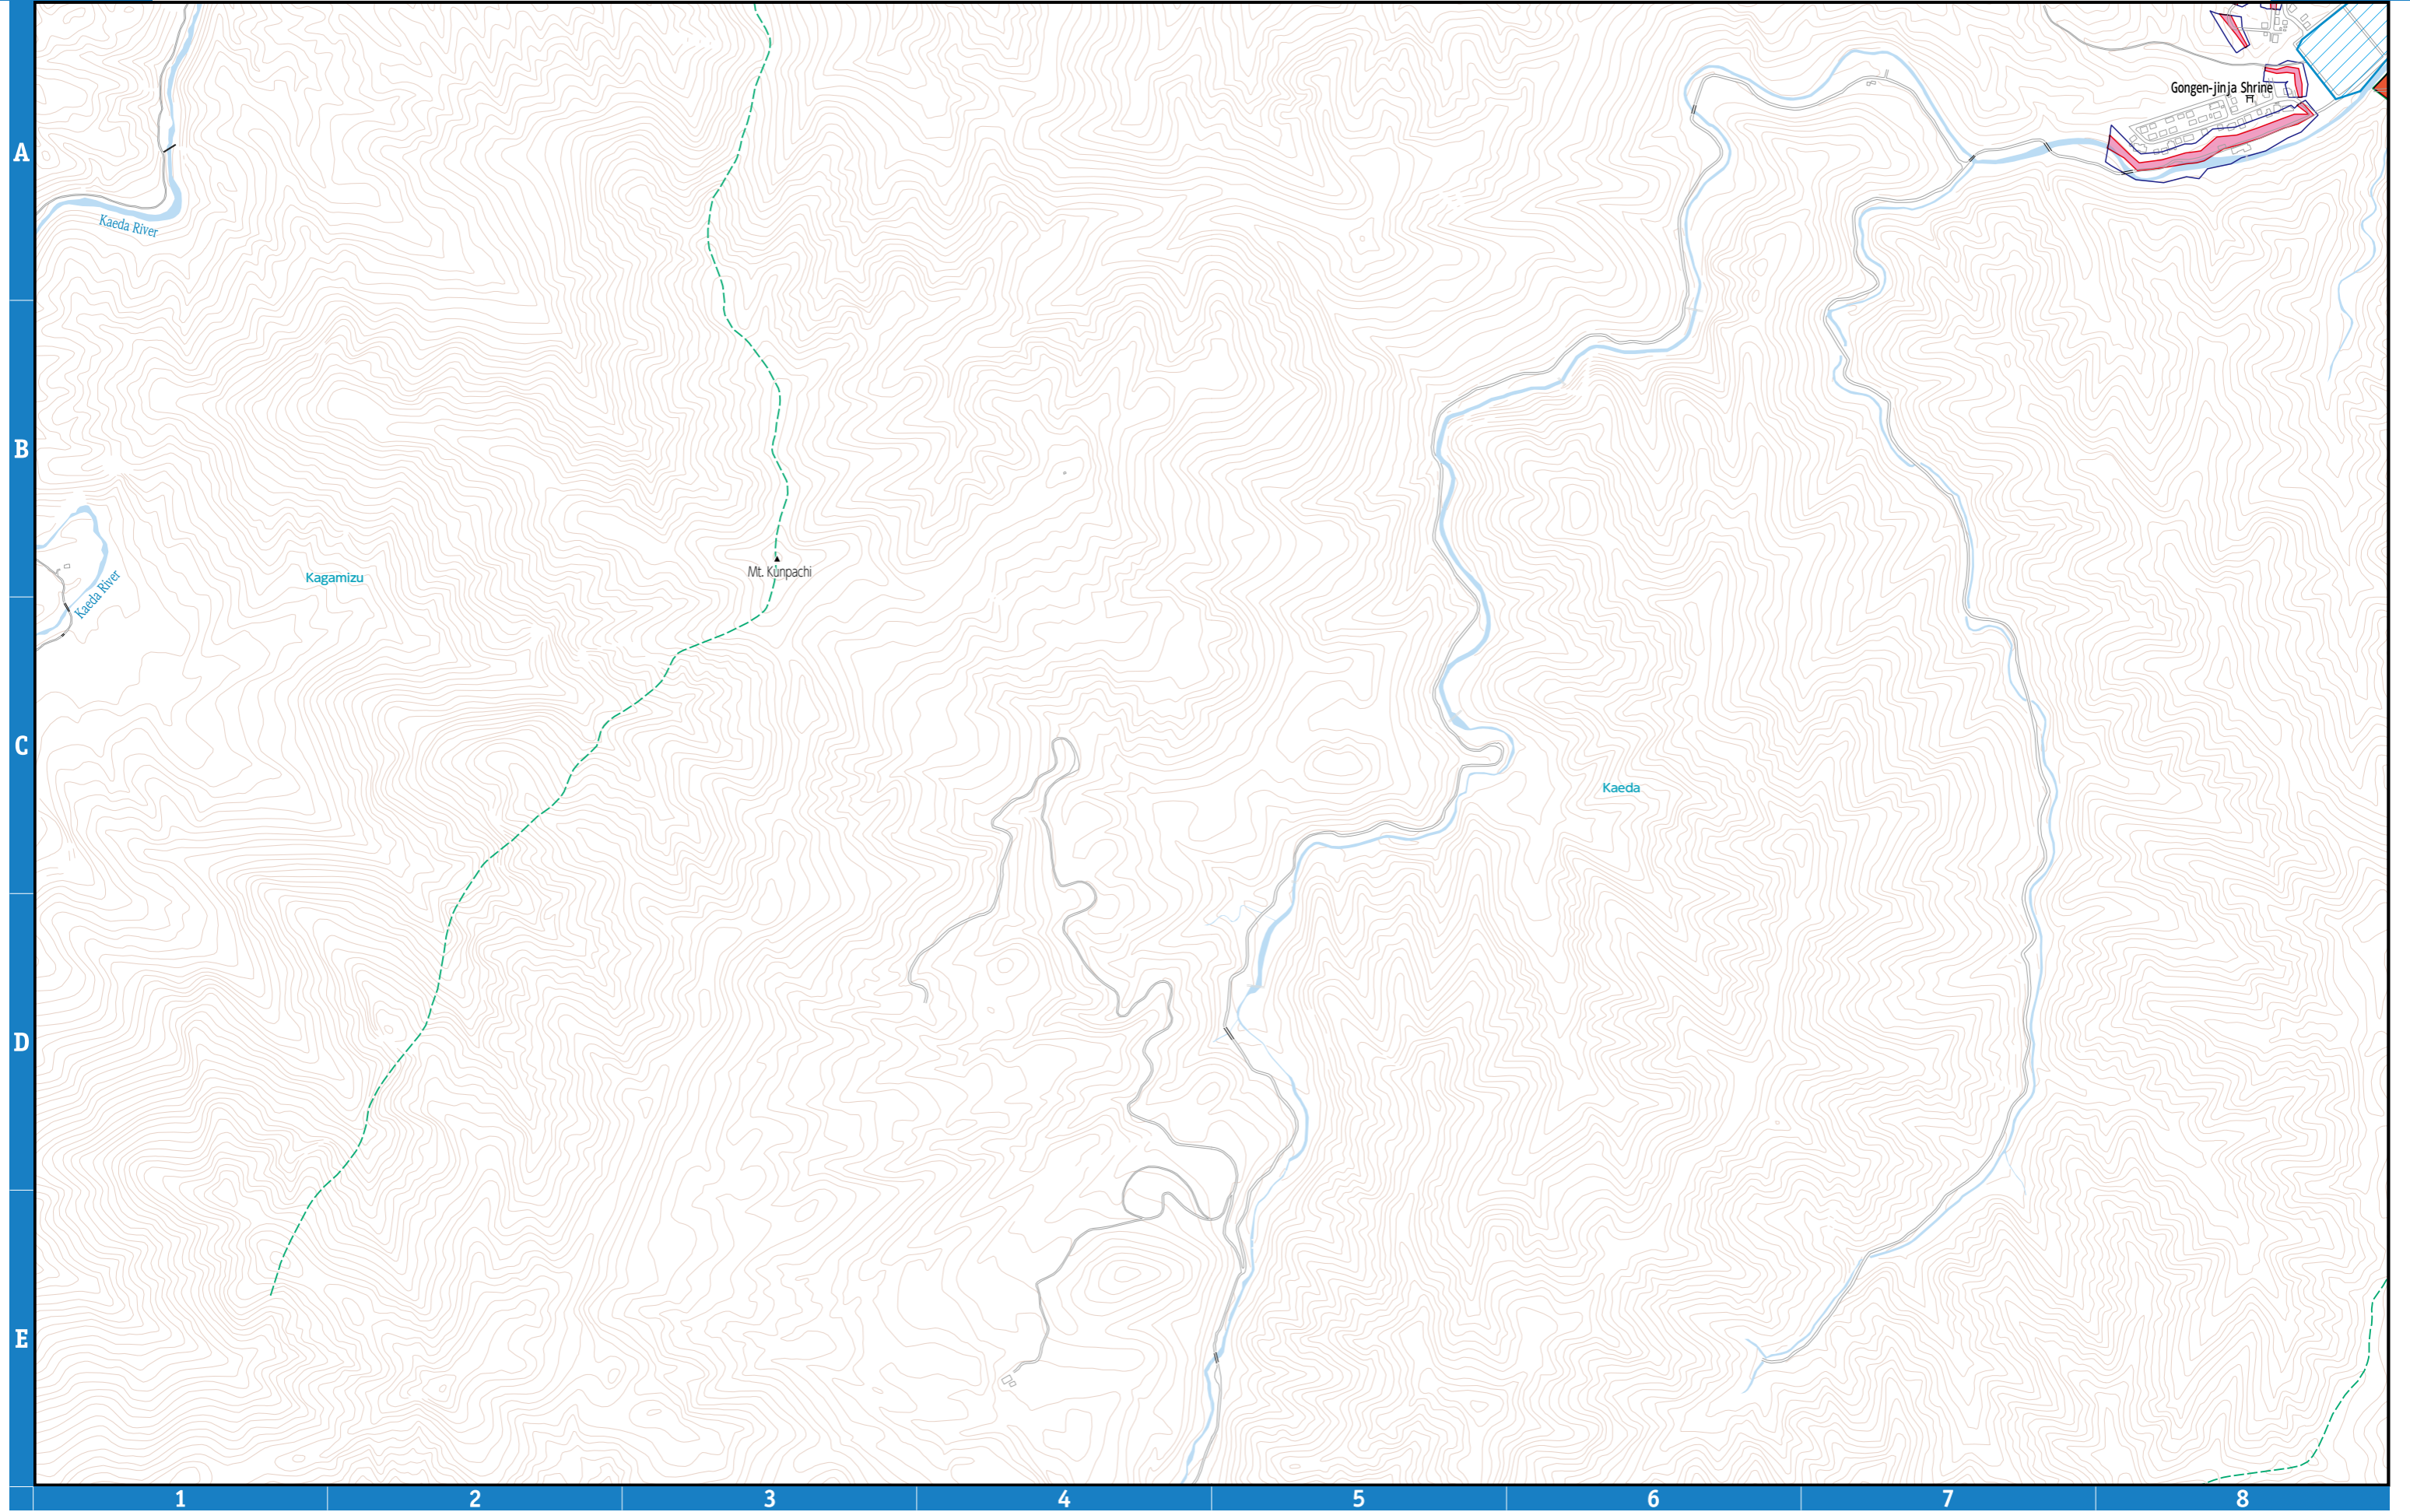 A
Gongen-jinja Shrine
Kaeda River
B
Mt. Kunpachi
Kagamizu
Kaeda River
C
Kaeda
D
E
1 2 3 4 5 6 7 8